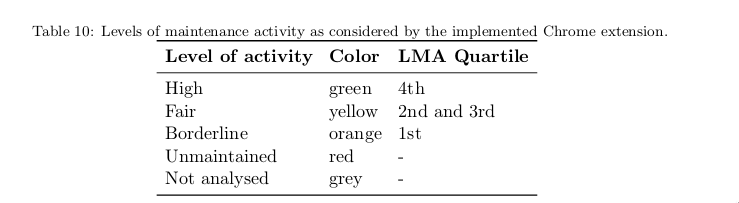 Table 10: Levels of maintenance activity as considered by the implemented Chrome extension.
Level of activity Color LMA Quartile
High green 4th
Fair yellow 2nd and 3rd
Borderline orange 1st
Unmaintained red -
Not analysed grey -